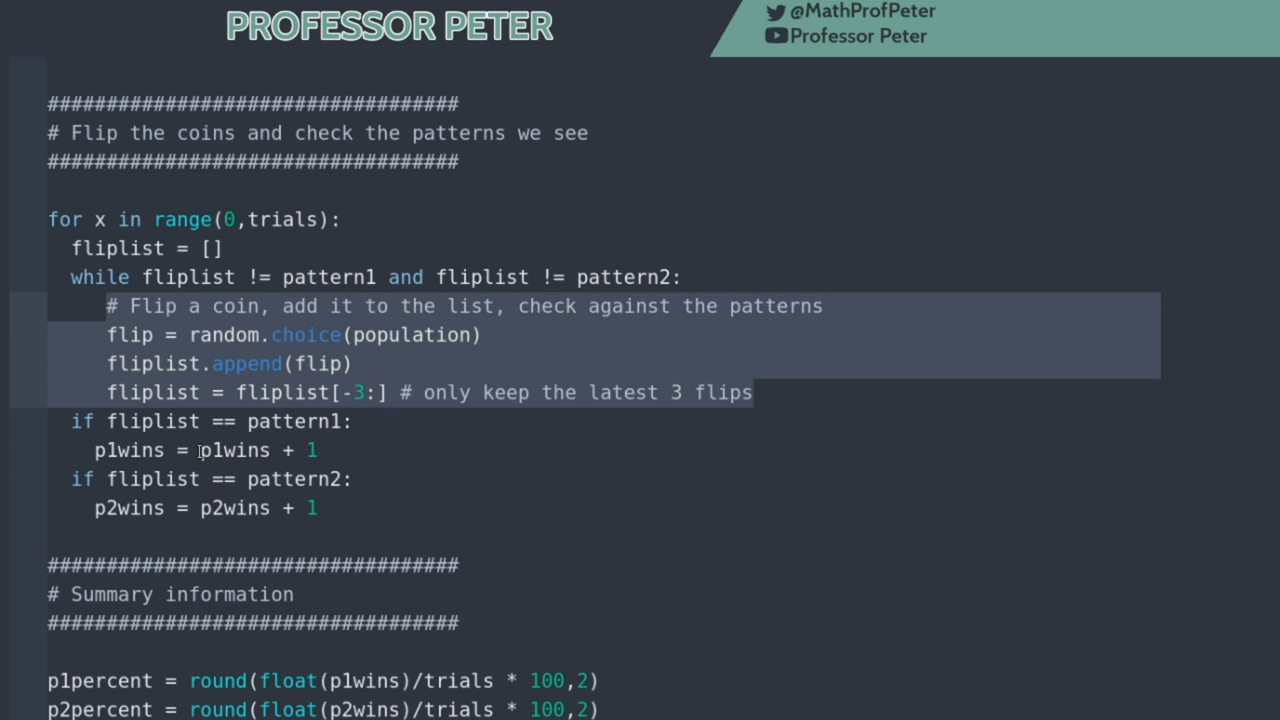 PROFESSOR PETER
@MathProfPeter
Professor Peter
###################################
# Flip the coins and check the patterns we see
###################################
for x in range(0,trials):
  fliplist = []
  while fliplist != pattern1 and fliplist != pattern2:
     # Flip a coin, add it to the list, check against the patterns
     flip = random.choice(population)
     fliplist.append(flip)
     fliplist = fliplist[-3:] # only keep the latest 3 flips
  if fliplist == pattern1:
    p1wins = p1wins + 1
  if fliplist == pattern2:
    p2wins = p2wins + 1
###################################
# Summary information
###################################
p1percent = round(float(p1wins)/trials * 100,2)
p2percent = round(float(p2wins)/trials * 100,2)